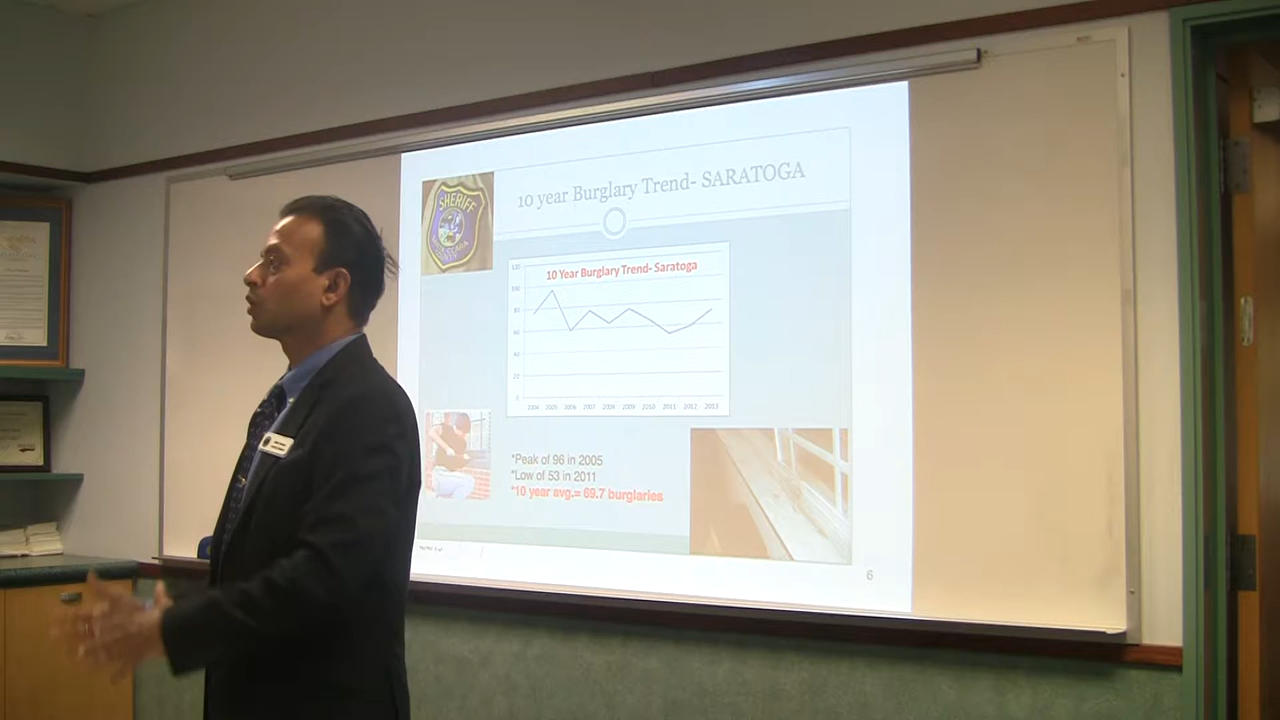 10 year Burglary Trend- SARATOGA
SHERIFF
10 Year Burglary Trend- Saratoga
120
100
80
60
40
20
0
2004 2005 2006 2007 2008 2009 2010 2011 2012 2013
*Peak of 96 in 2005
*Low of 53 in 2011
*10 year avg.= 69.7 burglaries
6